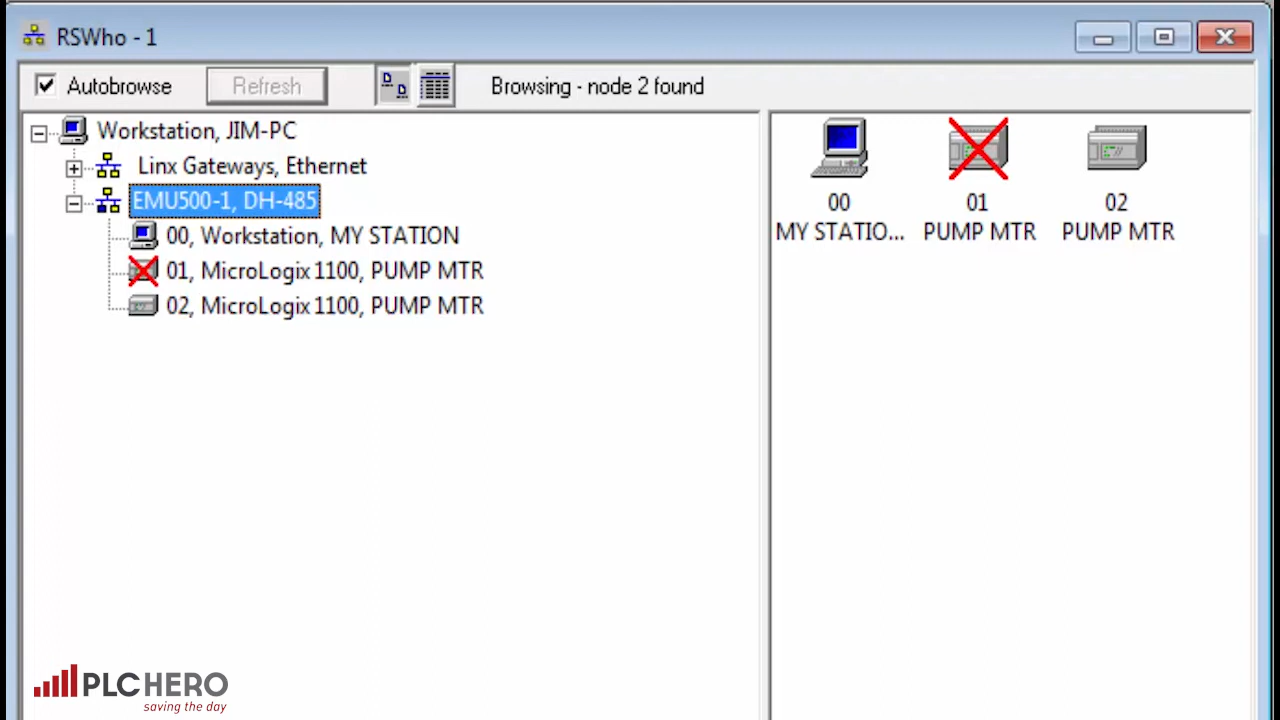 RSWho - 1
Autobrowse
Refresh
Browsing - node 2 found
Workstation, JIM-PC
Linx Gateways, Ethernet
EMU500-1, DH-485
00, Workstation, MY STATION
01, MicroLogix 1100, PUMP MTR
02, MicroLogix 1100, PUMP MTR
00
MY STATIO...
01
PUMP MTR
02
PUMP MTR
PLCHERO
saving the day